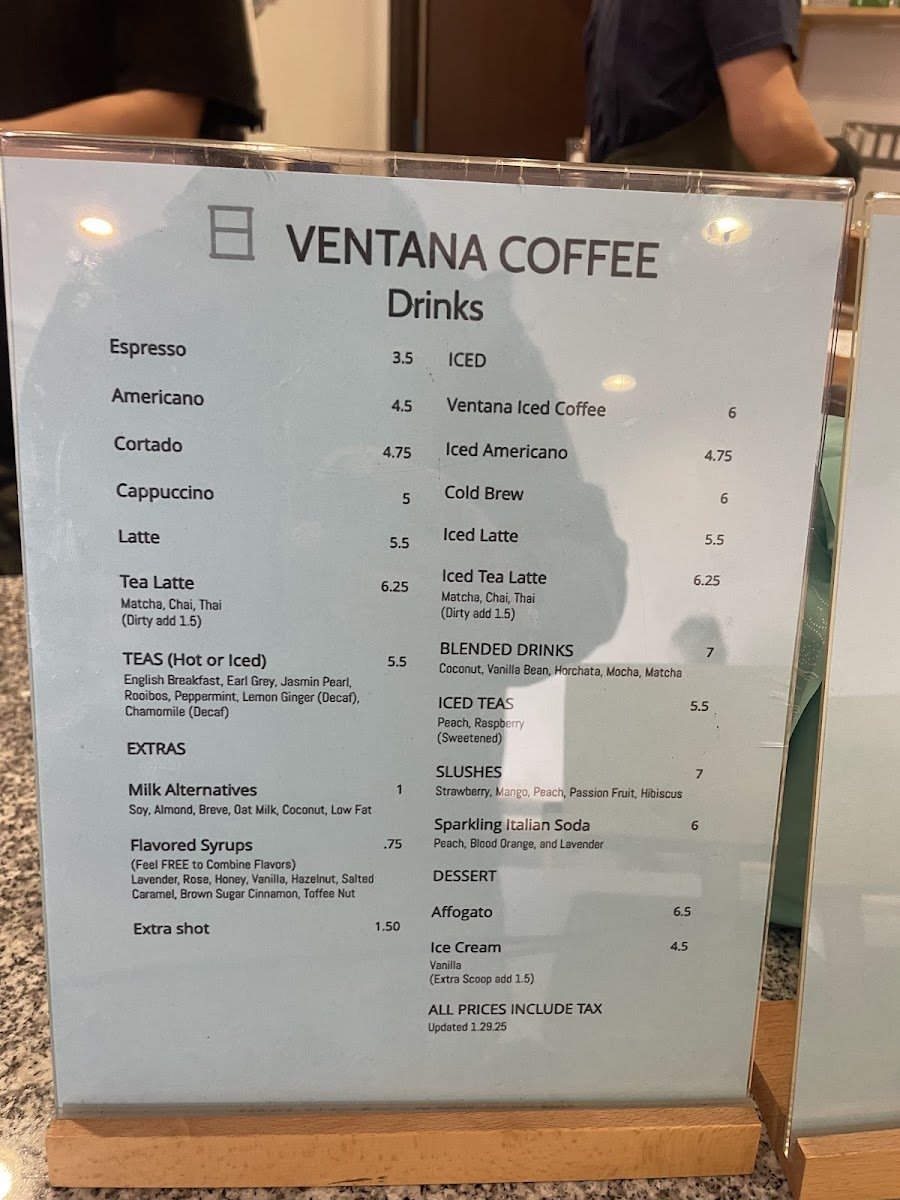 VENTANA COFFEE
Drinks
Espresso 3.5
Americano 4.5
Cortado 4.75
Cappuccino 5
Latte 5.5
Tea Latte 6.25
Matcha, Chai, Thai
(Dirty add 1.5)
TEAS (Hot or Iced) 5.5
English Breakfast, Earl Grey, Jasmin Pearl,
Rooibos, Peppermint, Lemon Ginger (Decaf),
Chamomile (Decaf)
EXTRAS
Milk Alternatives 1
Soy, Almond, Breve, Oat Milk, Coconut, Low Fat
Flavored Syrups .75
(Feel FREE to Combine Flavors)
Lavender, Rose, Honey, Vanilla, Hazelnut, Salted
Caramel, Brown Sugar Cinnamon, Toffee Nut
Extra shot 1.50
ICED
Ventana Iced Coffee 6
Iced Americano 4.75
Cold Brew 6
Iced Latte 5.5
Iced Tea Latte 6.25
Matcha, Chai, Thai
(Dirty add 1.5)
BLENDED DRINKS 7
Coconut, Vanilla Bean, Horchata, Mocha, Matcha
ICED TEAS 5.5
Peach, Raspberry
(Sweetened)
SLUSHES 7
Strawberry, Mango, Peach, Passion Fruit, Hibiscus
Sparkling Italian Soda 6
Peach, Blood Orange, and Lavender
DESSERT
Affogato 6.5
Ice Cream 4.5
Vanilla
(Extra Scoop add 1.5)
ALL PRICES INCLUDE TAX
Updated 1.29.25